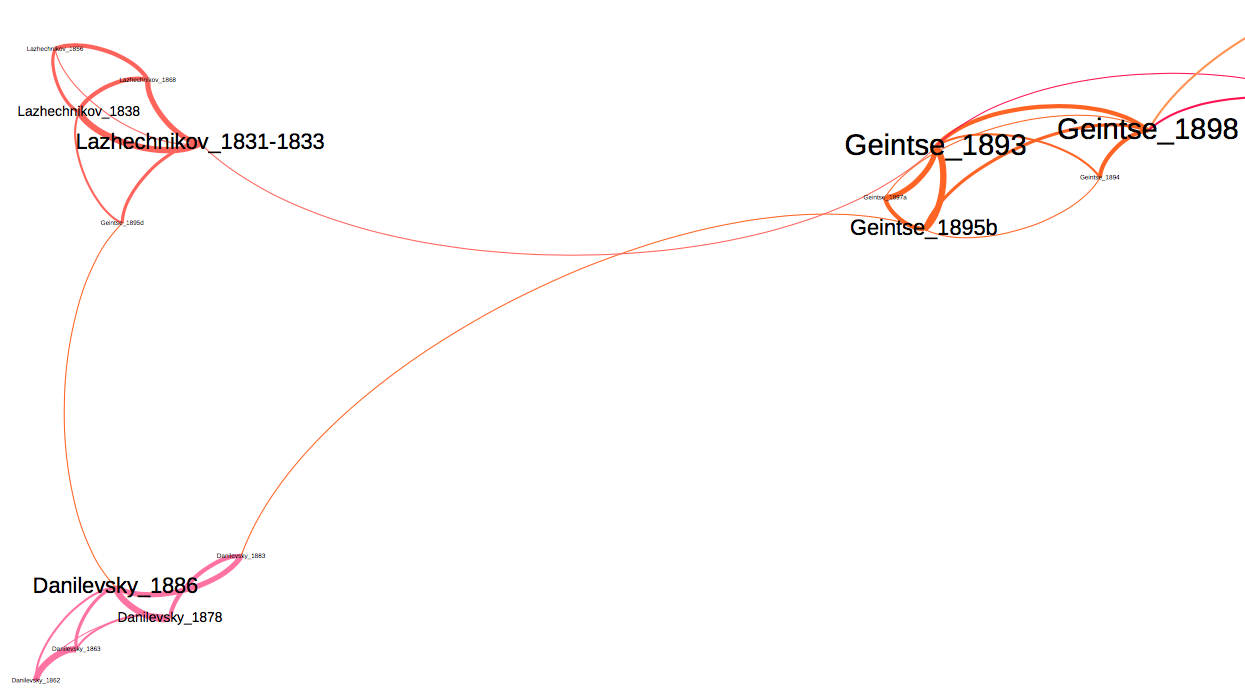 Lazhechnikov_1856
Lazhechnikov_1868
Lazhechnikov_1838
Lazhechnikov_1831-1833
Geintse_1895d
Geintse_1893
Geintse_1898
Geintse_1894
Geintse_1897a
Geintse_1895b
Danilevsky_1883
Danilevsky_1886
Danilevsky_1878
Danilevsky_1863
Danilevsky_1862